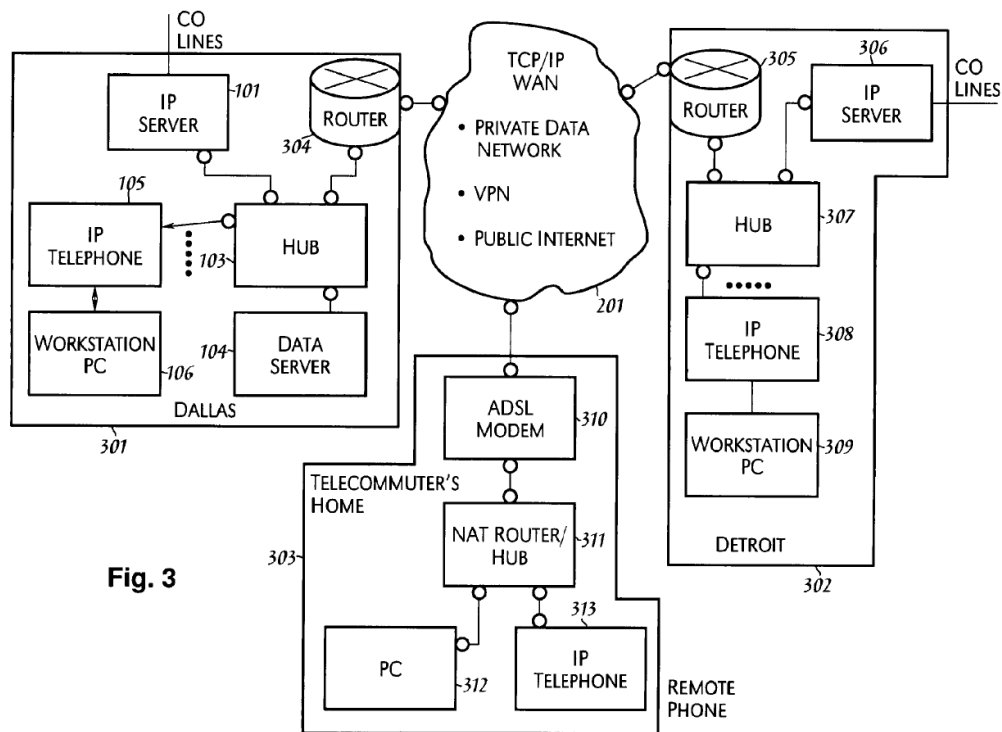 CO
LINES
101
IP
SERVER
ROUTER
304
105
IP
TELEPHONE
103
HUB
WORKSTATION
PC
106
104
DATA
SERVER
DALLAS
301
TCP/IP
WAN
• PRIVATE DATA
NETWORK
• VPN
• PUBLIC INTERNET
201
305
ROUTER
306
IP
SERVER
CO
LINES
HUB
307
IP
TELEPHONE
308
WORKSTATION
PC
309
DETROIT
302
ADSL
MODEM
310
TELECOMMUTER'S
HOME
NAT ROUTER/
HUB
311
303
313
PC
312
IP
TELEPHONE
REMOTE
PHONE
Fig. 3